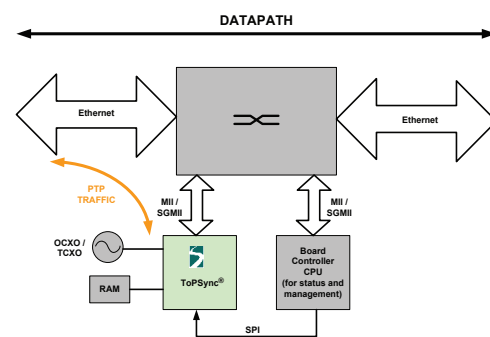 DATAPATH
Ethernet
Ethernet
PTP
TRAFFIC
MII /
SGMII
MII /
SGMII
OCXO /
TCXO
ToPSync®
RAM
Board
Controller
CPU
(for status and
management)
SPI